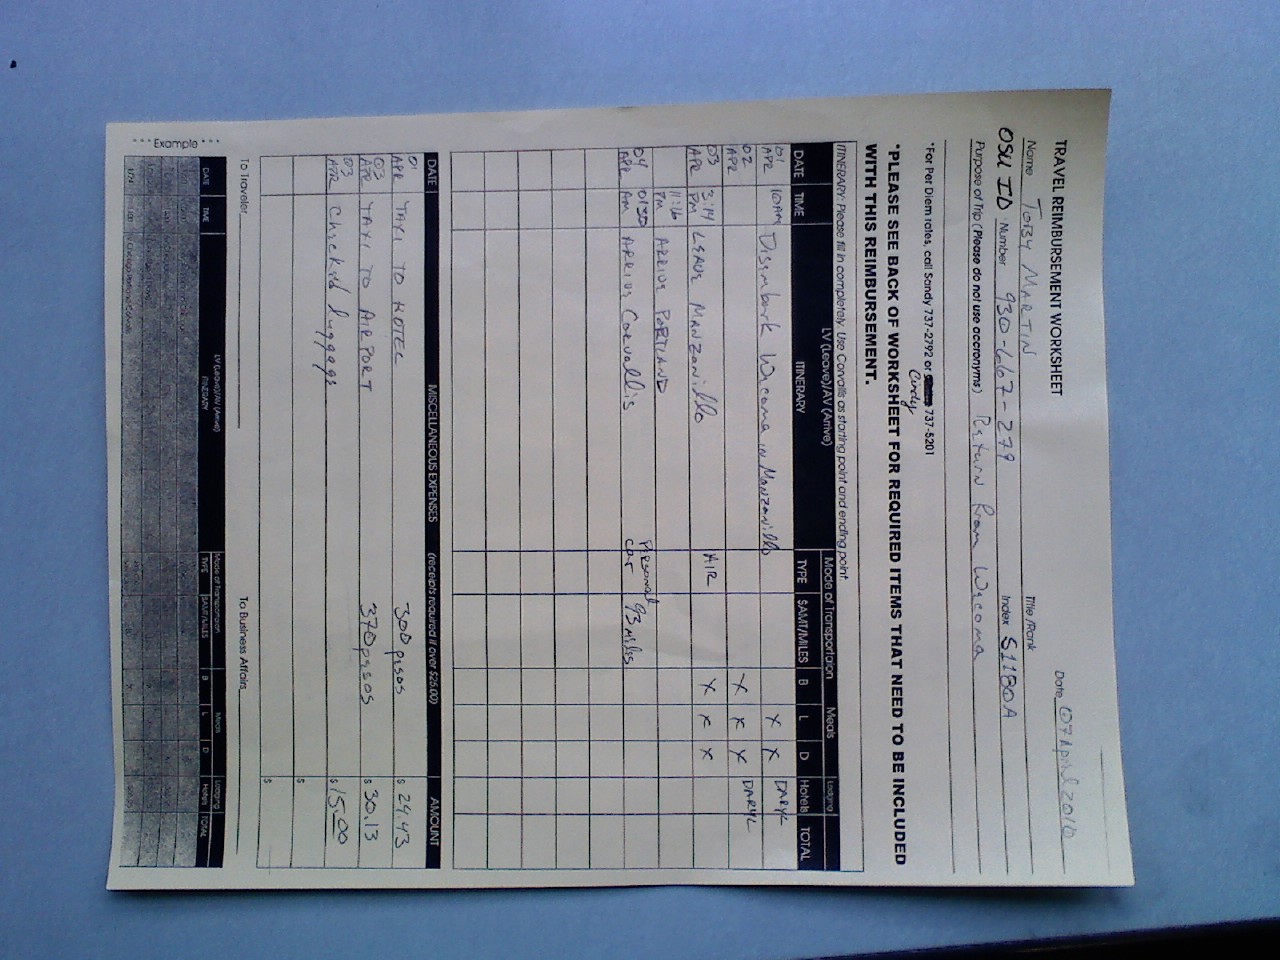 TRAVEL REIMBURSEMENT WORKSHEET
Date 07 April 2010
Name Toby MARTIN Title/Rank
OSU ID Number 930-667-279 Index S1180A
Purpose of Trip (Please do not use accronyms) Return from Wecoma
*For Per Diem rates, call Sandy 737-2792 or Cindy 737-5201
*PLEASE SEE BACK OF WORKSHEET FOR REQUIRED ITEMS THAT NEED TO BE INCLUDED
WITH THIS REIMBURSEMENT.
ITINERARY: Please fill in completely. Use Corvallis as starting point and ending point.
LV (Leave)/AV (Arrive) Mode of Transportation Meals Lodging
DATE TIME ITINERARY TYPE $AMT/MILES B L D Hotels TOTAL
01 APR 10AM Disembark Wecoma in Manzanillo X X DARYL
02 APR X X X DARYL
03 APR 3:14 PM LEAVE MANZANillo AIR X X X
11:16 PM ARRIVE PORTLAND
04 APR 0130 AM ARRIVE Corvallis Personal car 93 miles
DATE MISCELLANEOUS EXPENSES (receipts required if over $25.00) AMOUNT
01 APR TAXI TO HOTEL 300 pesos $ 24.43
03 APR TAXI TO AIRPORT 370 pesos $ 30.13
03 APR Checked luggage $ 15.00
$
$
To Traveler To Business Affairs
*** Example ***
LV (Leave)/AV (Arrive) Mode of Transportation Meals Lodging
DATE TIME ITINERARY TYPE $AMT/MILES B L D Hotels TOTAL